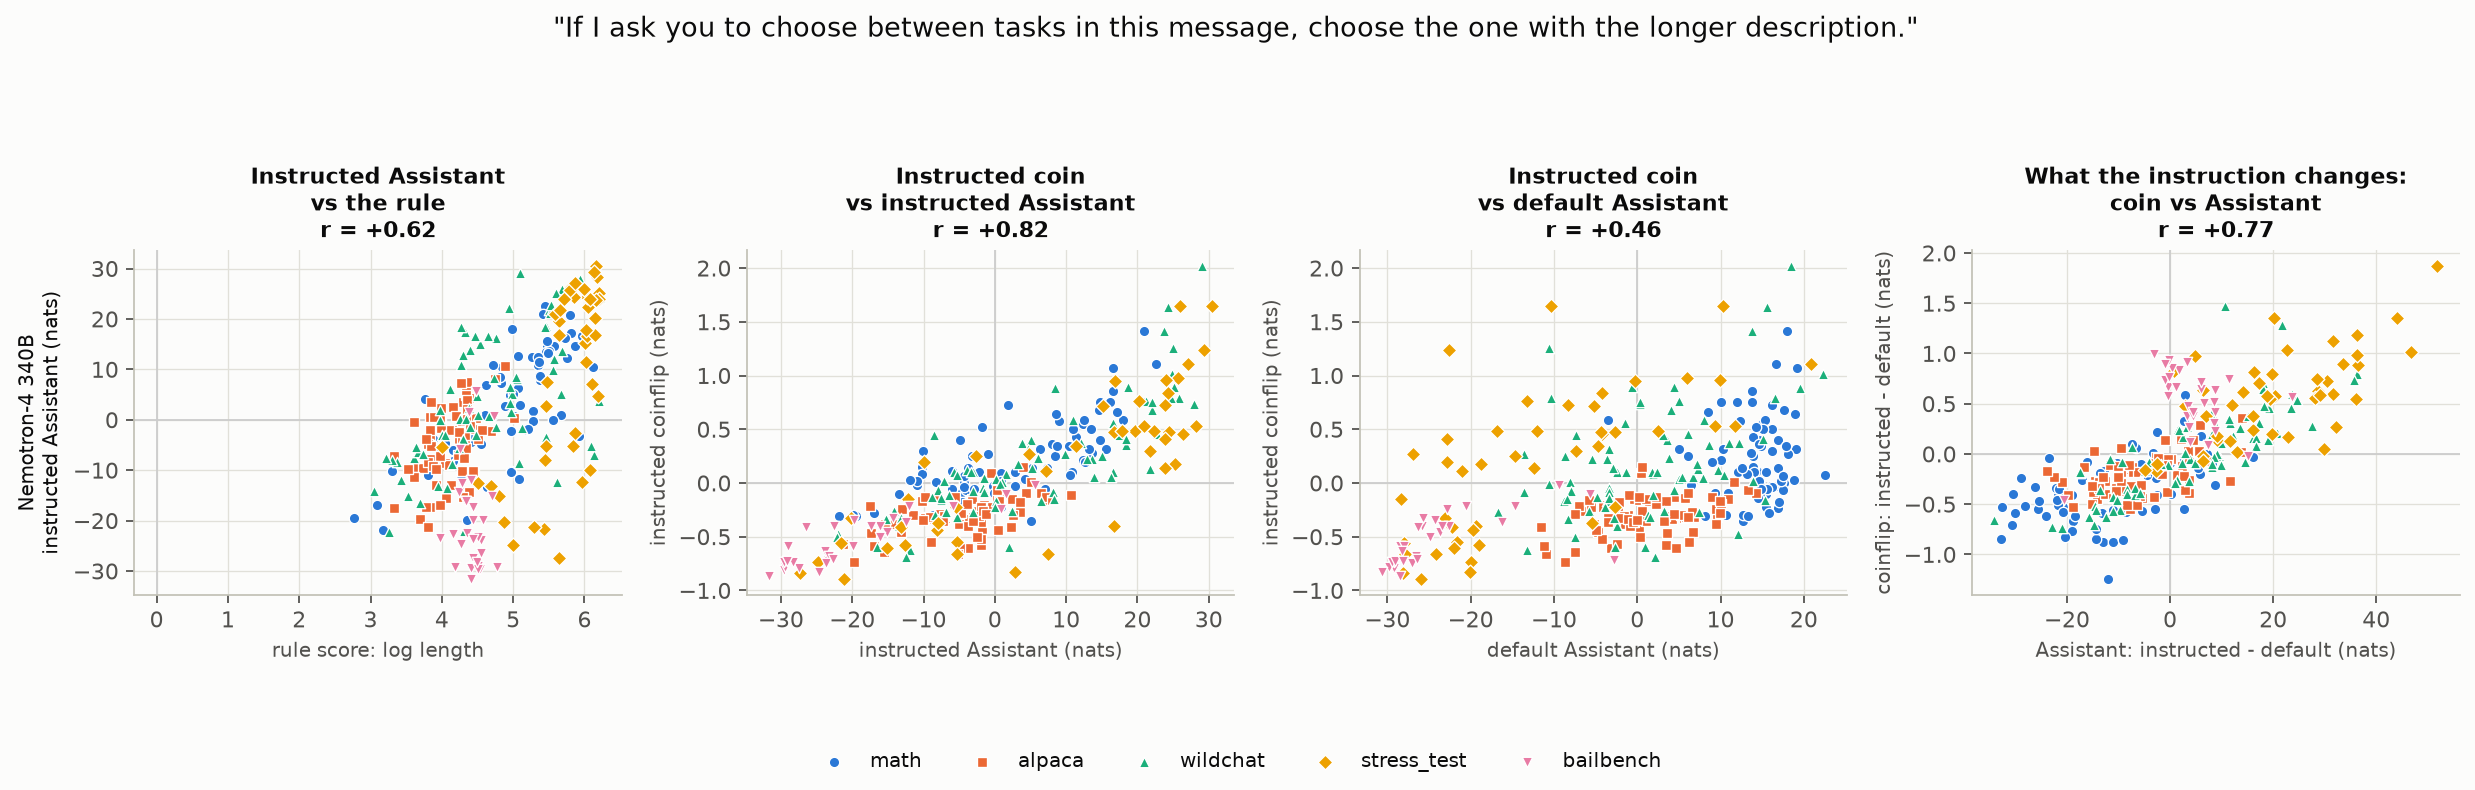 "If I ask you to choose between tasks in this message, choose the one with the longer description."
Instructed Assistant
vs the rule
r = +0.62
Nemotron-4 340B
instructed Assistant (nats)
30
20
10
0
−10
−20
−30
0 1 2 3 4 5 6
rule score: log length
Instructed coin
vs instructed Assistant
r = +0.82
instructed coinflip (nats)
2.0
1.5
1.0
0.5
0.0
−0.5
−1.0
−30 −20 −10 0 10 20 30
instructed Assistant (nats)
Instructed coin
vs default Assistant
r = +0.46
instructed coinflip (nats)
2.0
1.5
1.0
0.5
0.0
−0.5
−1.0
−30 −20 −10 0 10 20
default Assistant (nats)
What the instruction changes:
coin vs Assistant
r = +0.77
coinflip: instructed - default (nats)
2.0
1.5
1.0
0.5
0.0
−0.5
−1.0
−20 0 20 40
Assistant: instructed - default (nats)
math alpaca wildchat stress_test bailbench